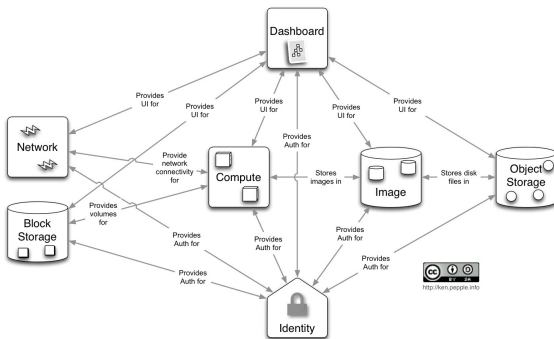 Dashboard
Provides
UI for
Provides
UI for
Provides
UI for
Provides
UI for
Provides
UI for
Provides
Auth for
Network
Provide
network
connectivity
for
Compute
Stores
images in
Image
Stores disk
files in
Object
Storage
Block
Storage
Provides
volumes
for
Provides
Auth for
Provides
Auth for
Provides
Auth for
Provides
Auth for
Provides
Auth for
Identity
cc
BY SA
http://ken.pepple.info